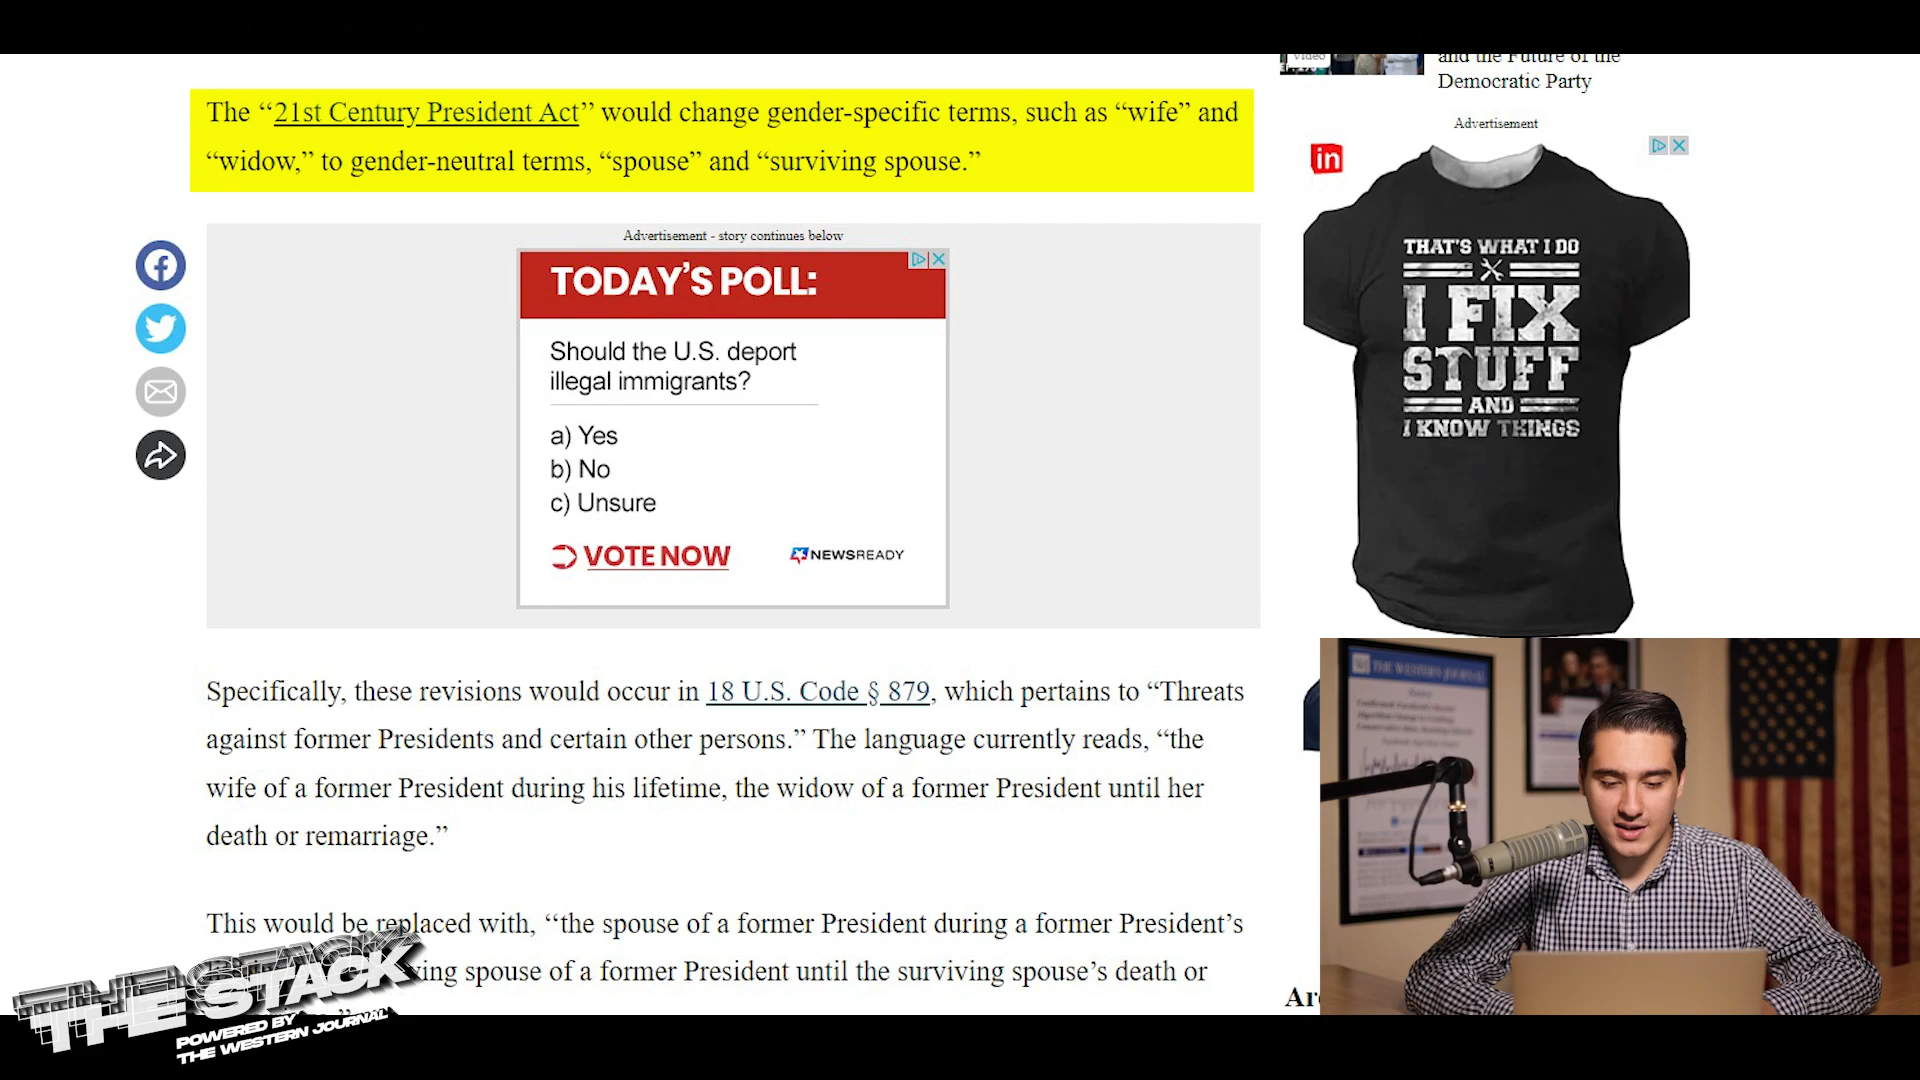 Video
and the Future of the
Democratic Party
The “21st Century President Act” would change gender-specific terms, such as “wife” and
“widow,” to gender-neutral terms, “spouse” and “surviving spouse.”
Advertisement
in
THAT'S WHAT I DO
I FIX
STUFF
AND
I KNOW THINGS
Advertisement - story continues below
TODAY'S POLL:
Should the U.S. deport
illegal immigrants?
a) Yes
b) No
c) Unsure
VOTE NOW
NEWSREADY
Specifically, these revisions would occur in 18 U.S. Code § 879, which pertains to “Threats
against former Presidents and certain other persons.” The language currently reads, “the
wife of a former President during his lifetime, the widow of a former President until her
death or remarriage.”
This would be replaced with, “the spouse of a former President during a former President’s
spouse of a former President until the surviving spouse’s death or
THE WESTERN JOURNAL
THE STACK
POWERED BY
THE WESTERN JOURNAL